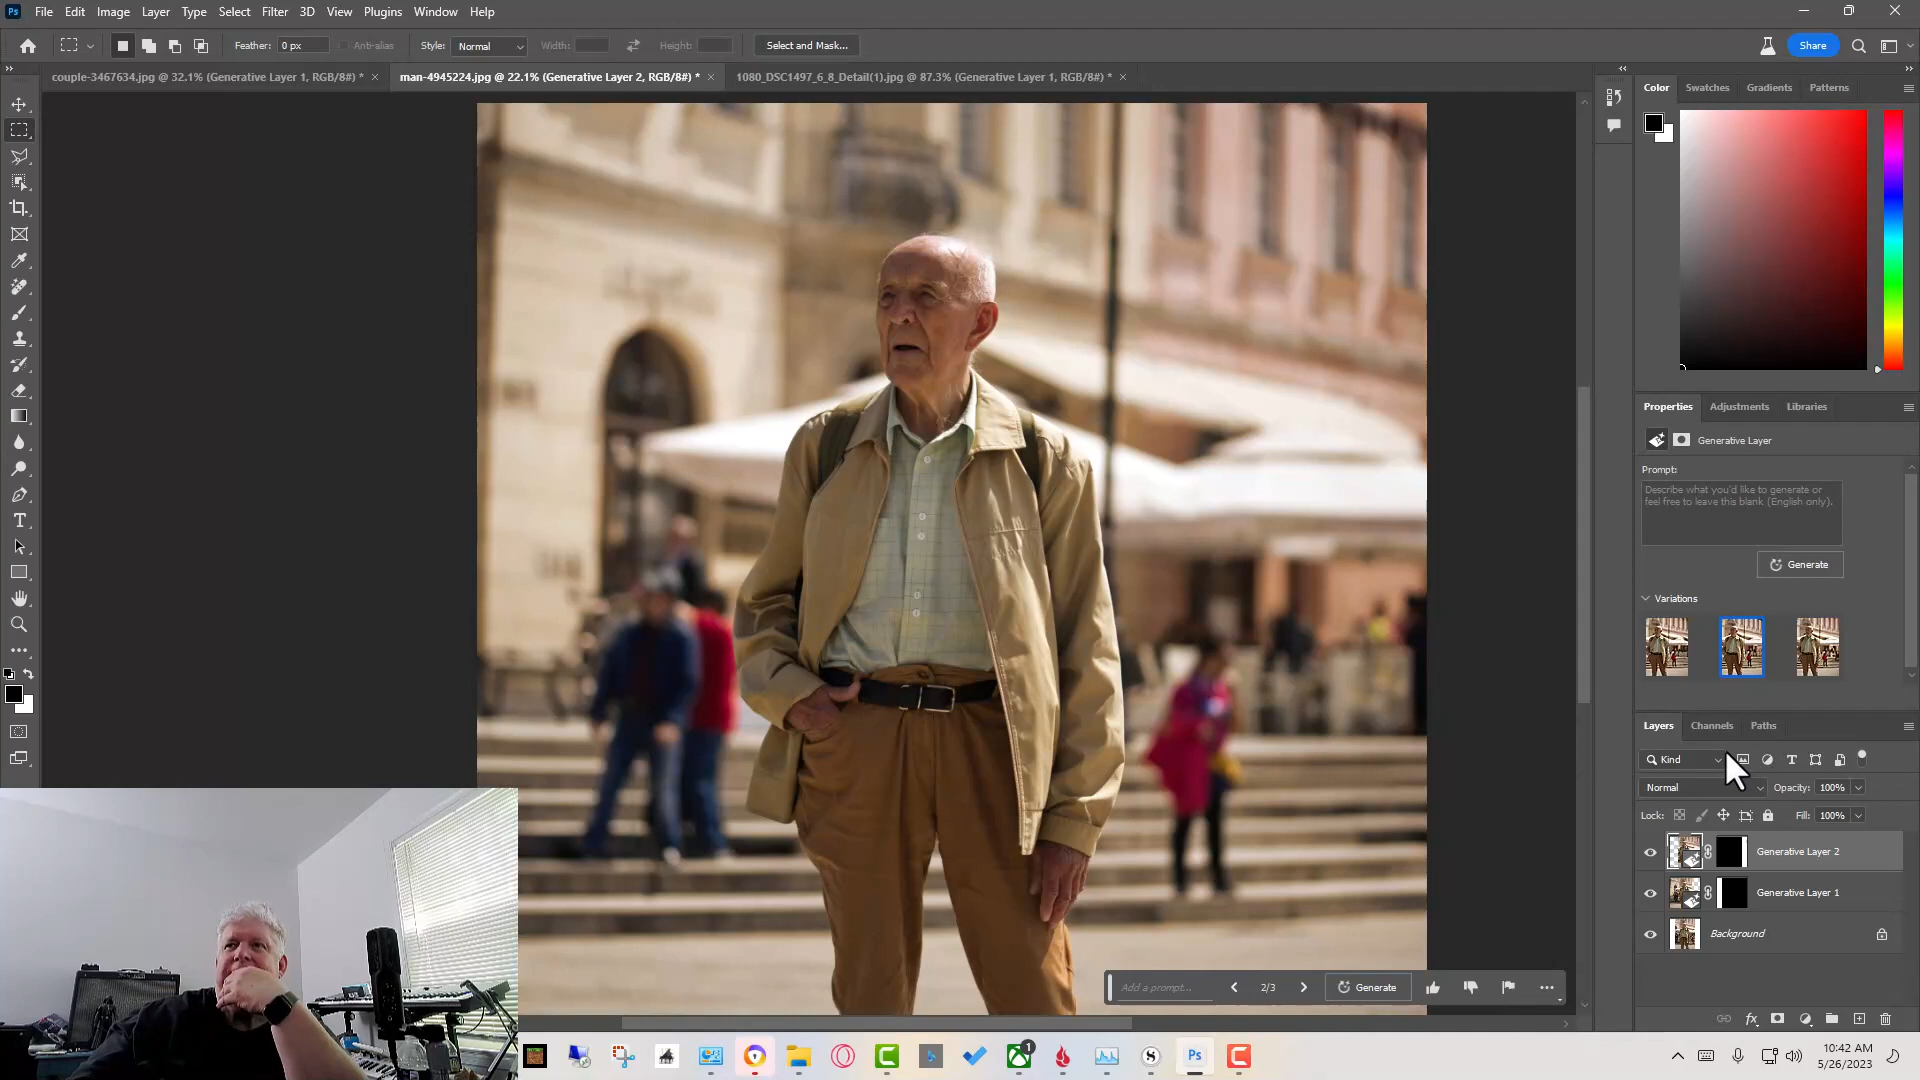 Ps File Edit Image Layer Type Select Filter 3D View Plugins Window Help
Feather: 0 px Anti-alias Style: Normal Width: Height: Select and Mask... Share
couple-3467634.jpg @ 32.1% (Generative Layer 1, RGB/8#) * man-4945224.jpg @ 22.1% (Generative Layer 2, RGB/8#) * 1080_DSC1497_6_8_Detail(1).jpg @ 87.3% (Generative Layer 1, RGB/8#) *
Color Swatches Gradients Patterns
Properties Adjustments Libraries
Generative Layer
Prompt:
Describe what you'd like to generate or
feel free to leave this blank (English only).
Generate
Variations
Layers Channels Paths
Kind
Normal Opacity: 100%
Lock: Fill: 100%
Generative Layer 2
Generative Layer 1
Background
Add a prompt... 2/3 Generate
1
Ps
10:42 AM
5/26/2023